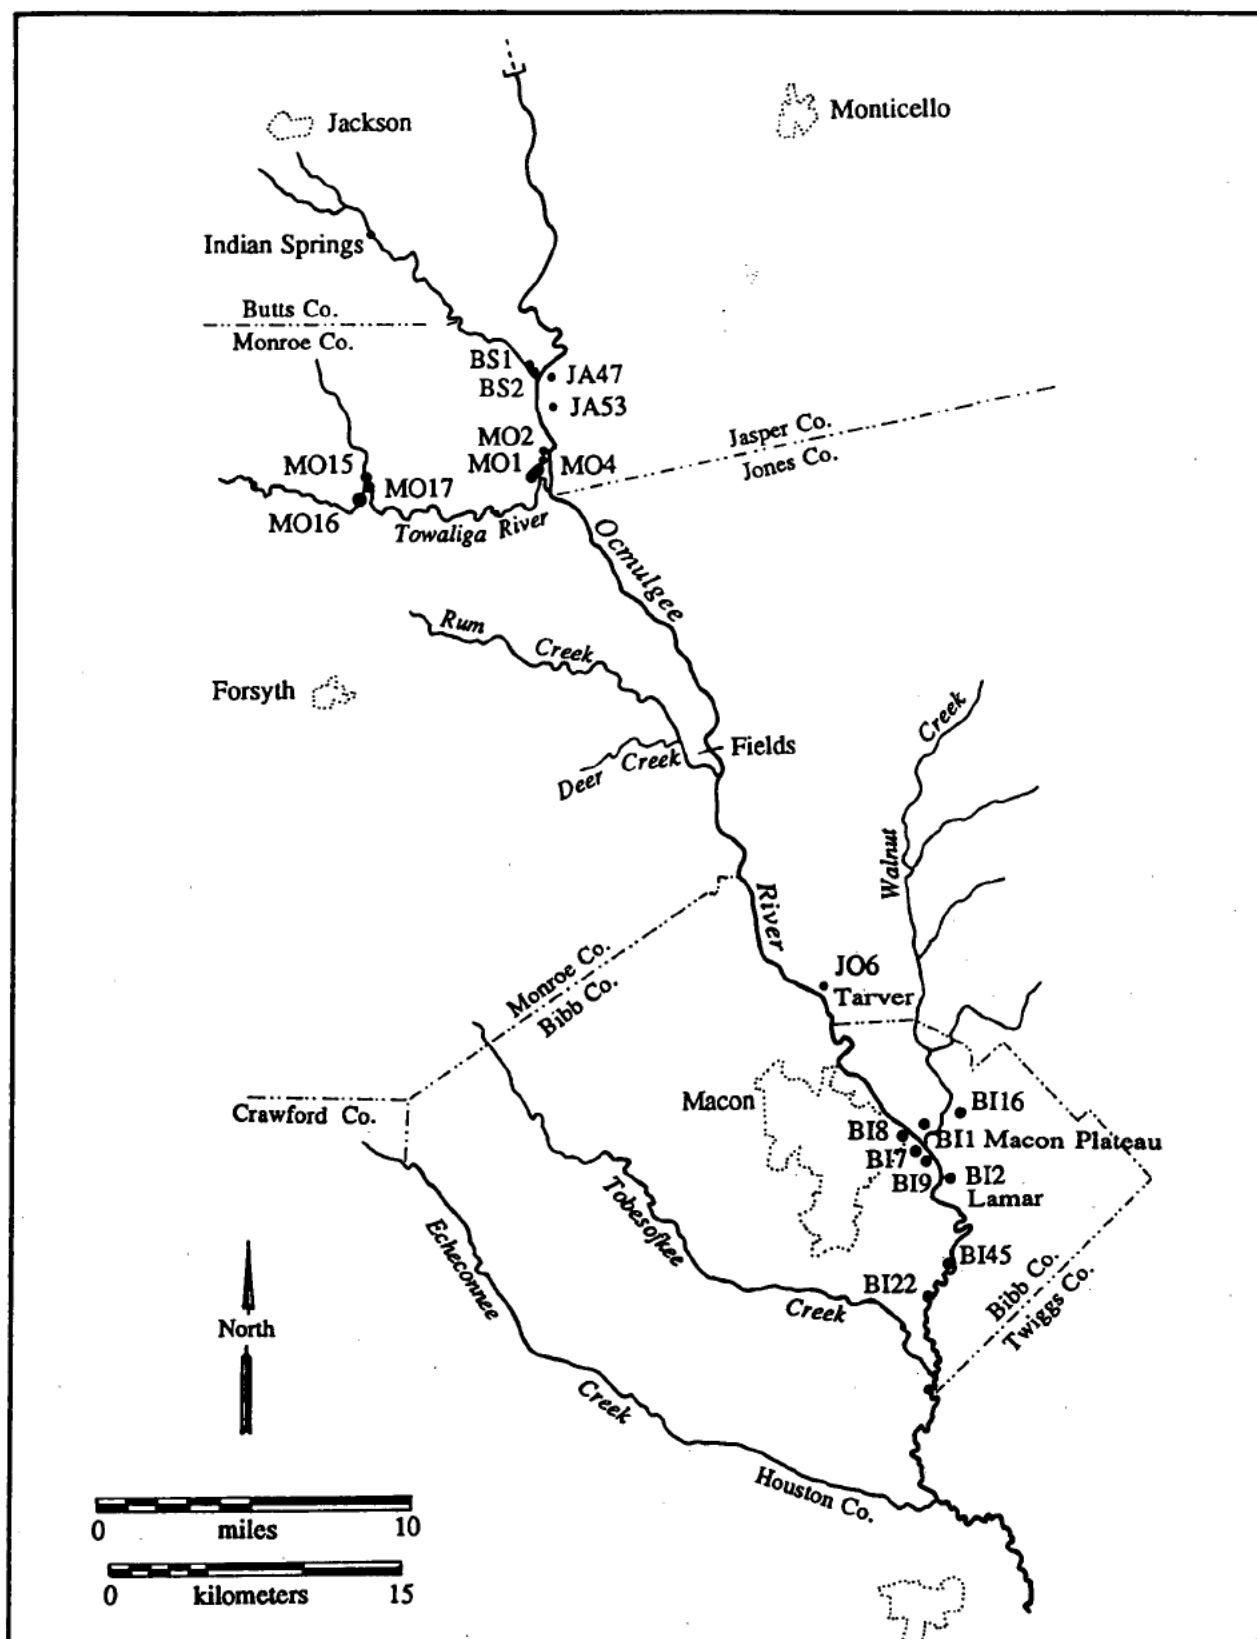 Jackson
Monticello
Indian Springs
Butts Co.
Monroe Co.
BS1
BS2
JA47
JA53
Jasper Co.
Jones Co.
MO2
MO1
MO4
MO15
MO17
MO16
Towaliga River
Ocmulgee
Rum Creek
Forsyth
Fields
Deer Creek
Walnut Creek
River
JO6
Tarver
Monroe Co.
Bibb Co.
Macon
Crawford Co.
BI16
BI8
BI1 Macon Plateau
BI7
BI9
BI2
Lamar
Tobesofkee
Creek
Echeconnee
Creek
BI45
BI22
Bibb Co.
Twiggs Co.
North
Houston Co.
0 miles 10
0 kilometers 15